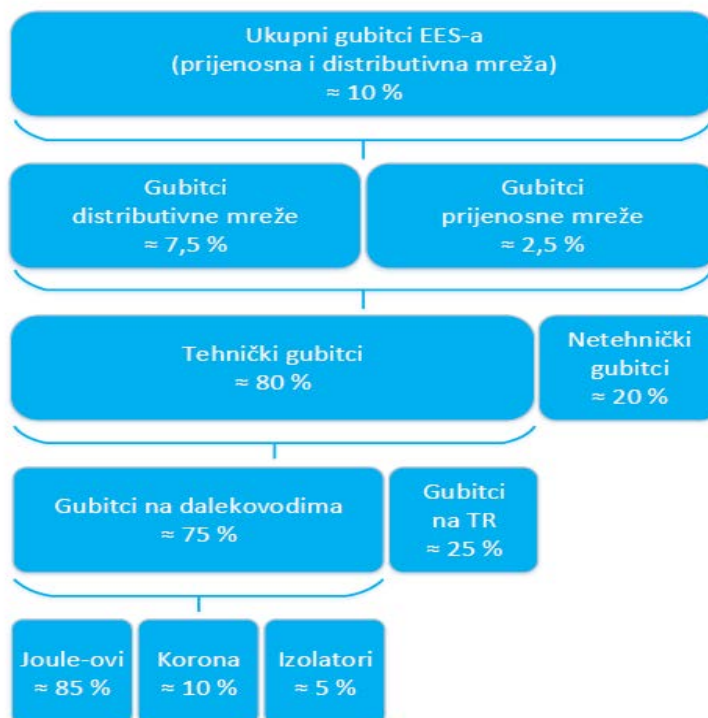 Ukupni gubitci EES-a
(prijenosna i distributivna mreža)
≈ 10 %
Gubitci
distributivne mreže
≈ 7,5 %
Gubitci
prijenosne mreže
≈ 2,5 %
Tehnički gubitci
≈ 80 %
Netehnički
gubitci
≈ 20 %
Gubitci na dalekovodima
≈ 75 %
Gubitci
na TR
≈ 25 %
Joule-ovi
≈ 85 %
Korona
≈ 10 %
Izolatori
≈ 5 %